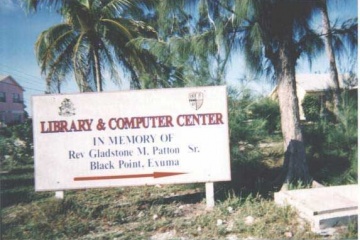 LIBRARY & COMPUTER CENTER
IN MEMORY OF
Rev Gladstone M. Patton Sr.
Black Point, Exuma